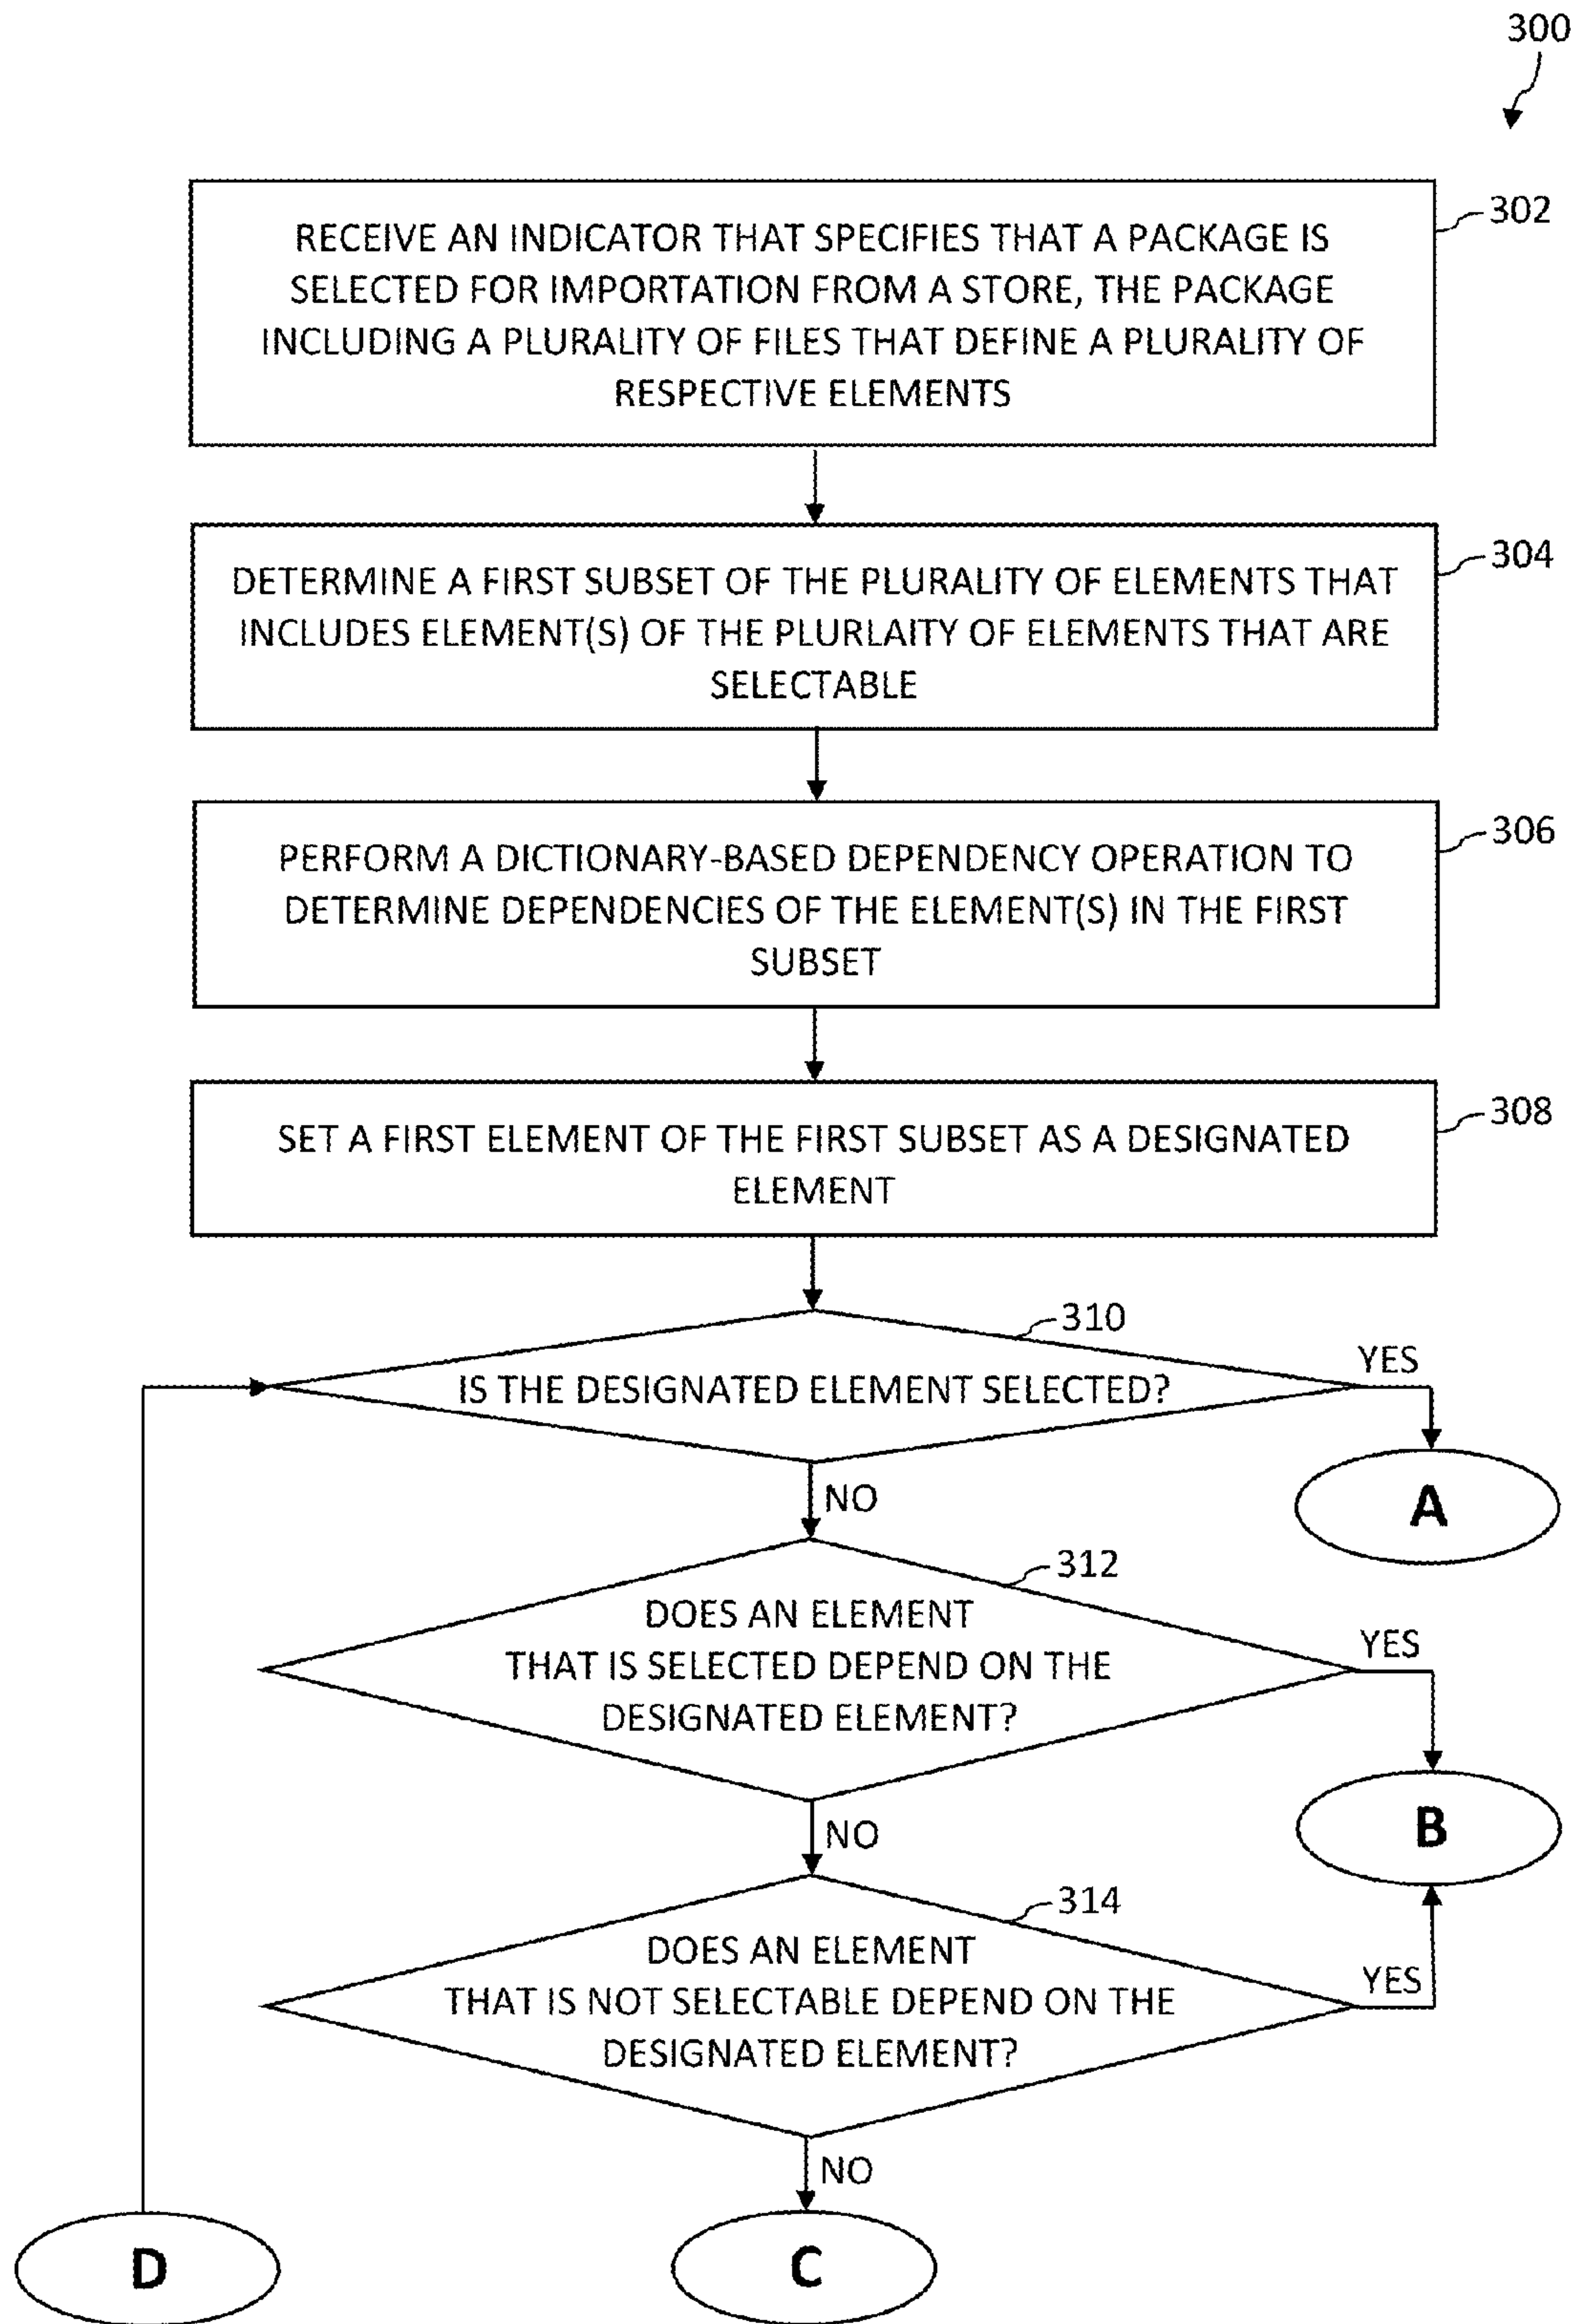 300
RECEIVE AN INDICATOR THAT SPECIFIES THAT A PACKAGE IS
SELECTED FOR IMPORTATION FROM A STORE, THE PACKAGE
INCLUDING A PLURALITY OF FILES THAT DEFINE A PLURALITY OF
RESPECTIVE ELEMENTS
302
DETERMINE A FIRST SUBSET OF THE PLURALITY OF ELEMENTS THAT
INCLUDES ELEMENT(S) OF THE PLURLAITY OF ELEMENTS THAT ARE
SELECTABLE
304
PERFORM A DICTIONARY-BASED DEPENDENCY OPERATION TO
DETERMINE DEPENDENCIES OF THE ELEMENT(S) IN THE FIRST
SUBSET
306
SET A FIRST ELEMENT OF THE FIRST SUBSET AS A DESIGNATED
ELEMENT
308
310
IS THE DESIGNATED ELEMENT SELECTED?
YES
A
NO
312
DOES AN ELEMENT
THAT IS SELECTED DEPEND ON THE
DESIGNATED ELEMENT?
YES
B
NO
314
DOES AN ELEMENT
THAT IS NOT SELECTABLE DEPEND ON THE
DESIGNATED ELEMENT?
YES
NO
D
C